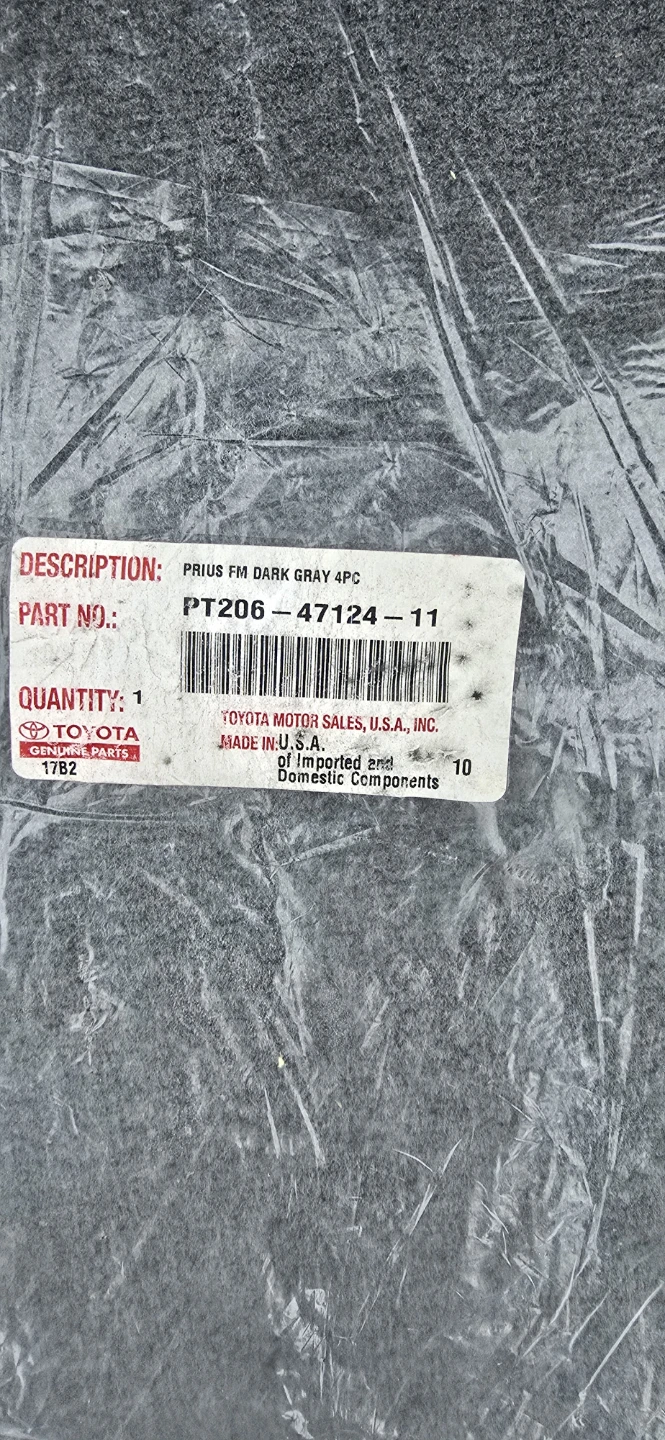 DESCRIPTION: PRIUS FM DARK GRAY 4PC
PART NO.: PT206-47124-11
QUANTITY: 1
TOYOTA MOTOR SALES, U.S.A., INC.
TOYOTA
GENUINE PARTS
MADE IN: U.S.A.
of Imported and
Domestic Components
17B2
10